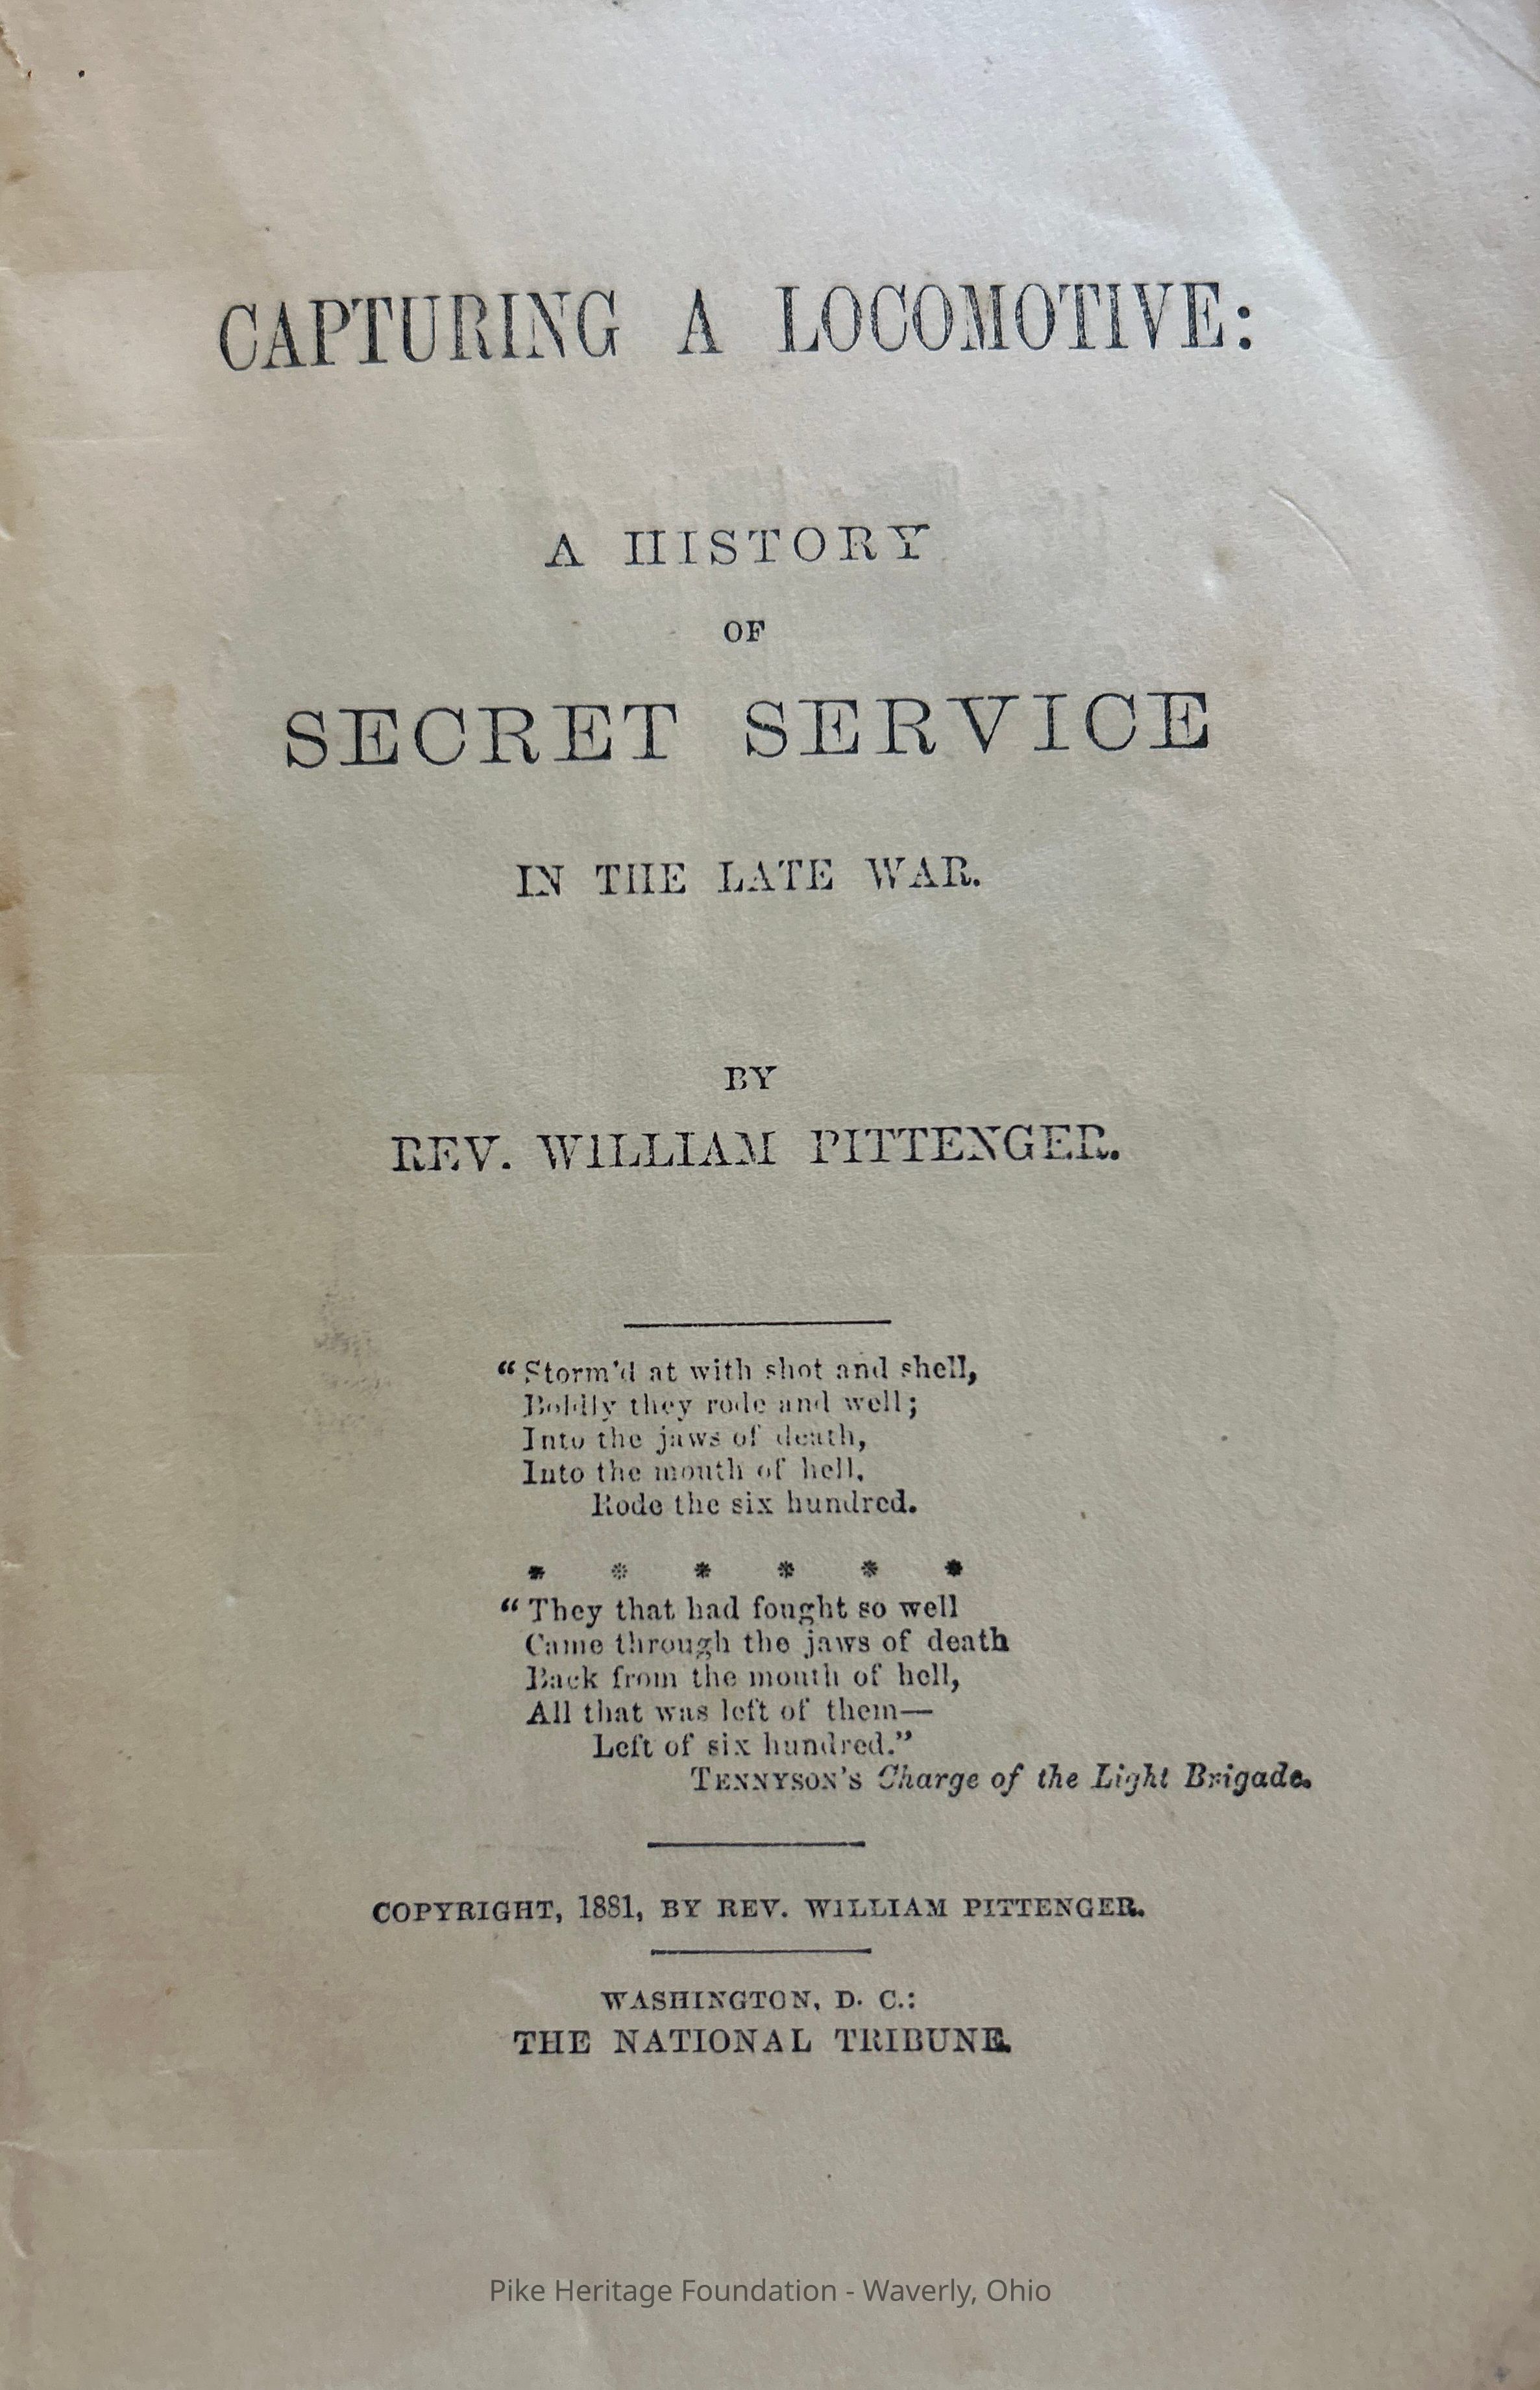 CAPTURING A LOCOMOTIVE:
A HISTORY
OF
SECRET SERVICE
IN THE LATE WAR.
BY
REV. WILLIAM PITTENGER.
“Storm’d at with shot and shell,
Boldly they rode and well;
Into the jaws of death,
Into the mouth of hell,
Rode the six hundred.
* * * * * *
“They that had fought so well
Came through the jaws of death
Back from the mouth of hell,
All that was left of them—
Left of six hundred.”
TENNYSON’S Charge of the Light Brigade.
COPYRIGHT, 1881, BY REV. WILLIAM PITTENGER.
WASHINGTON, D. C.:
THE NATIONAL TRIBUNE.
Pike Heritage Foundation - Waverly, Ohio